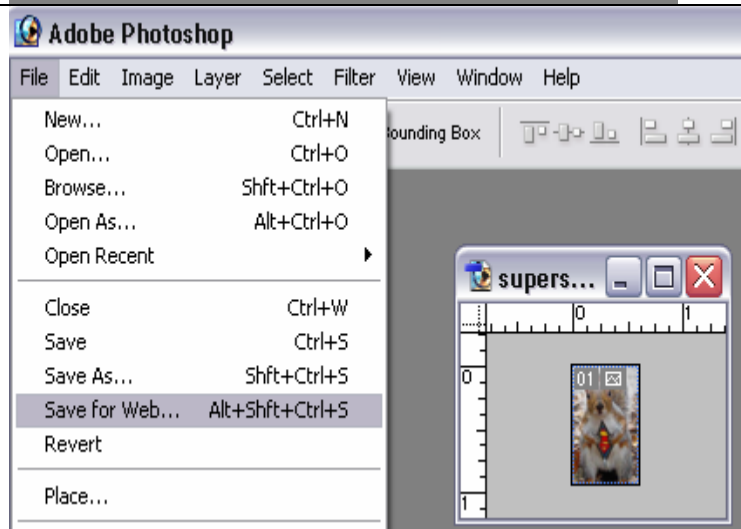 Adobe Photoshop
File Edit Image Layer Select Filter View Window Help
New... Ctrl+N
Open... Ctrl+O
Browse... Shft+Ctrl+O
Open As... Alt+Ctrl+O
Open Recent
Close Ctrl+W
Save Ctrl+S
Save As... Shft+Ctrl+S
Save for Web... Alt+Shft+Ctrl+S
Revert
Place...
Bounding Box
supers...
0 1
0
01
1